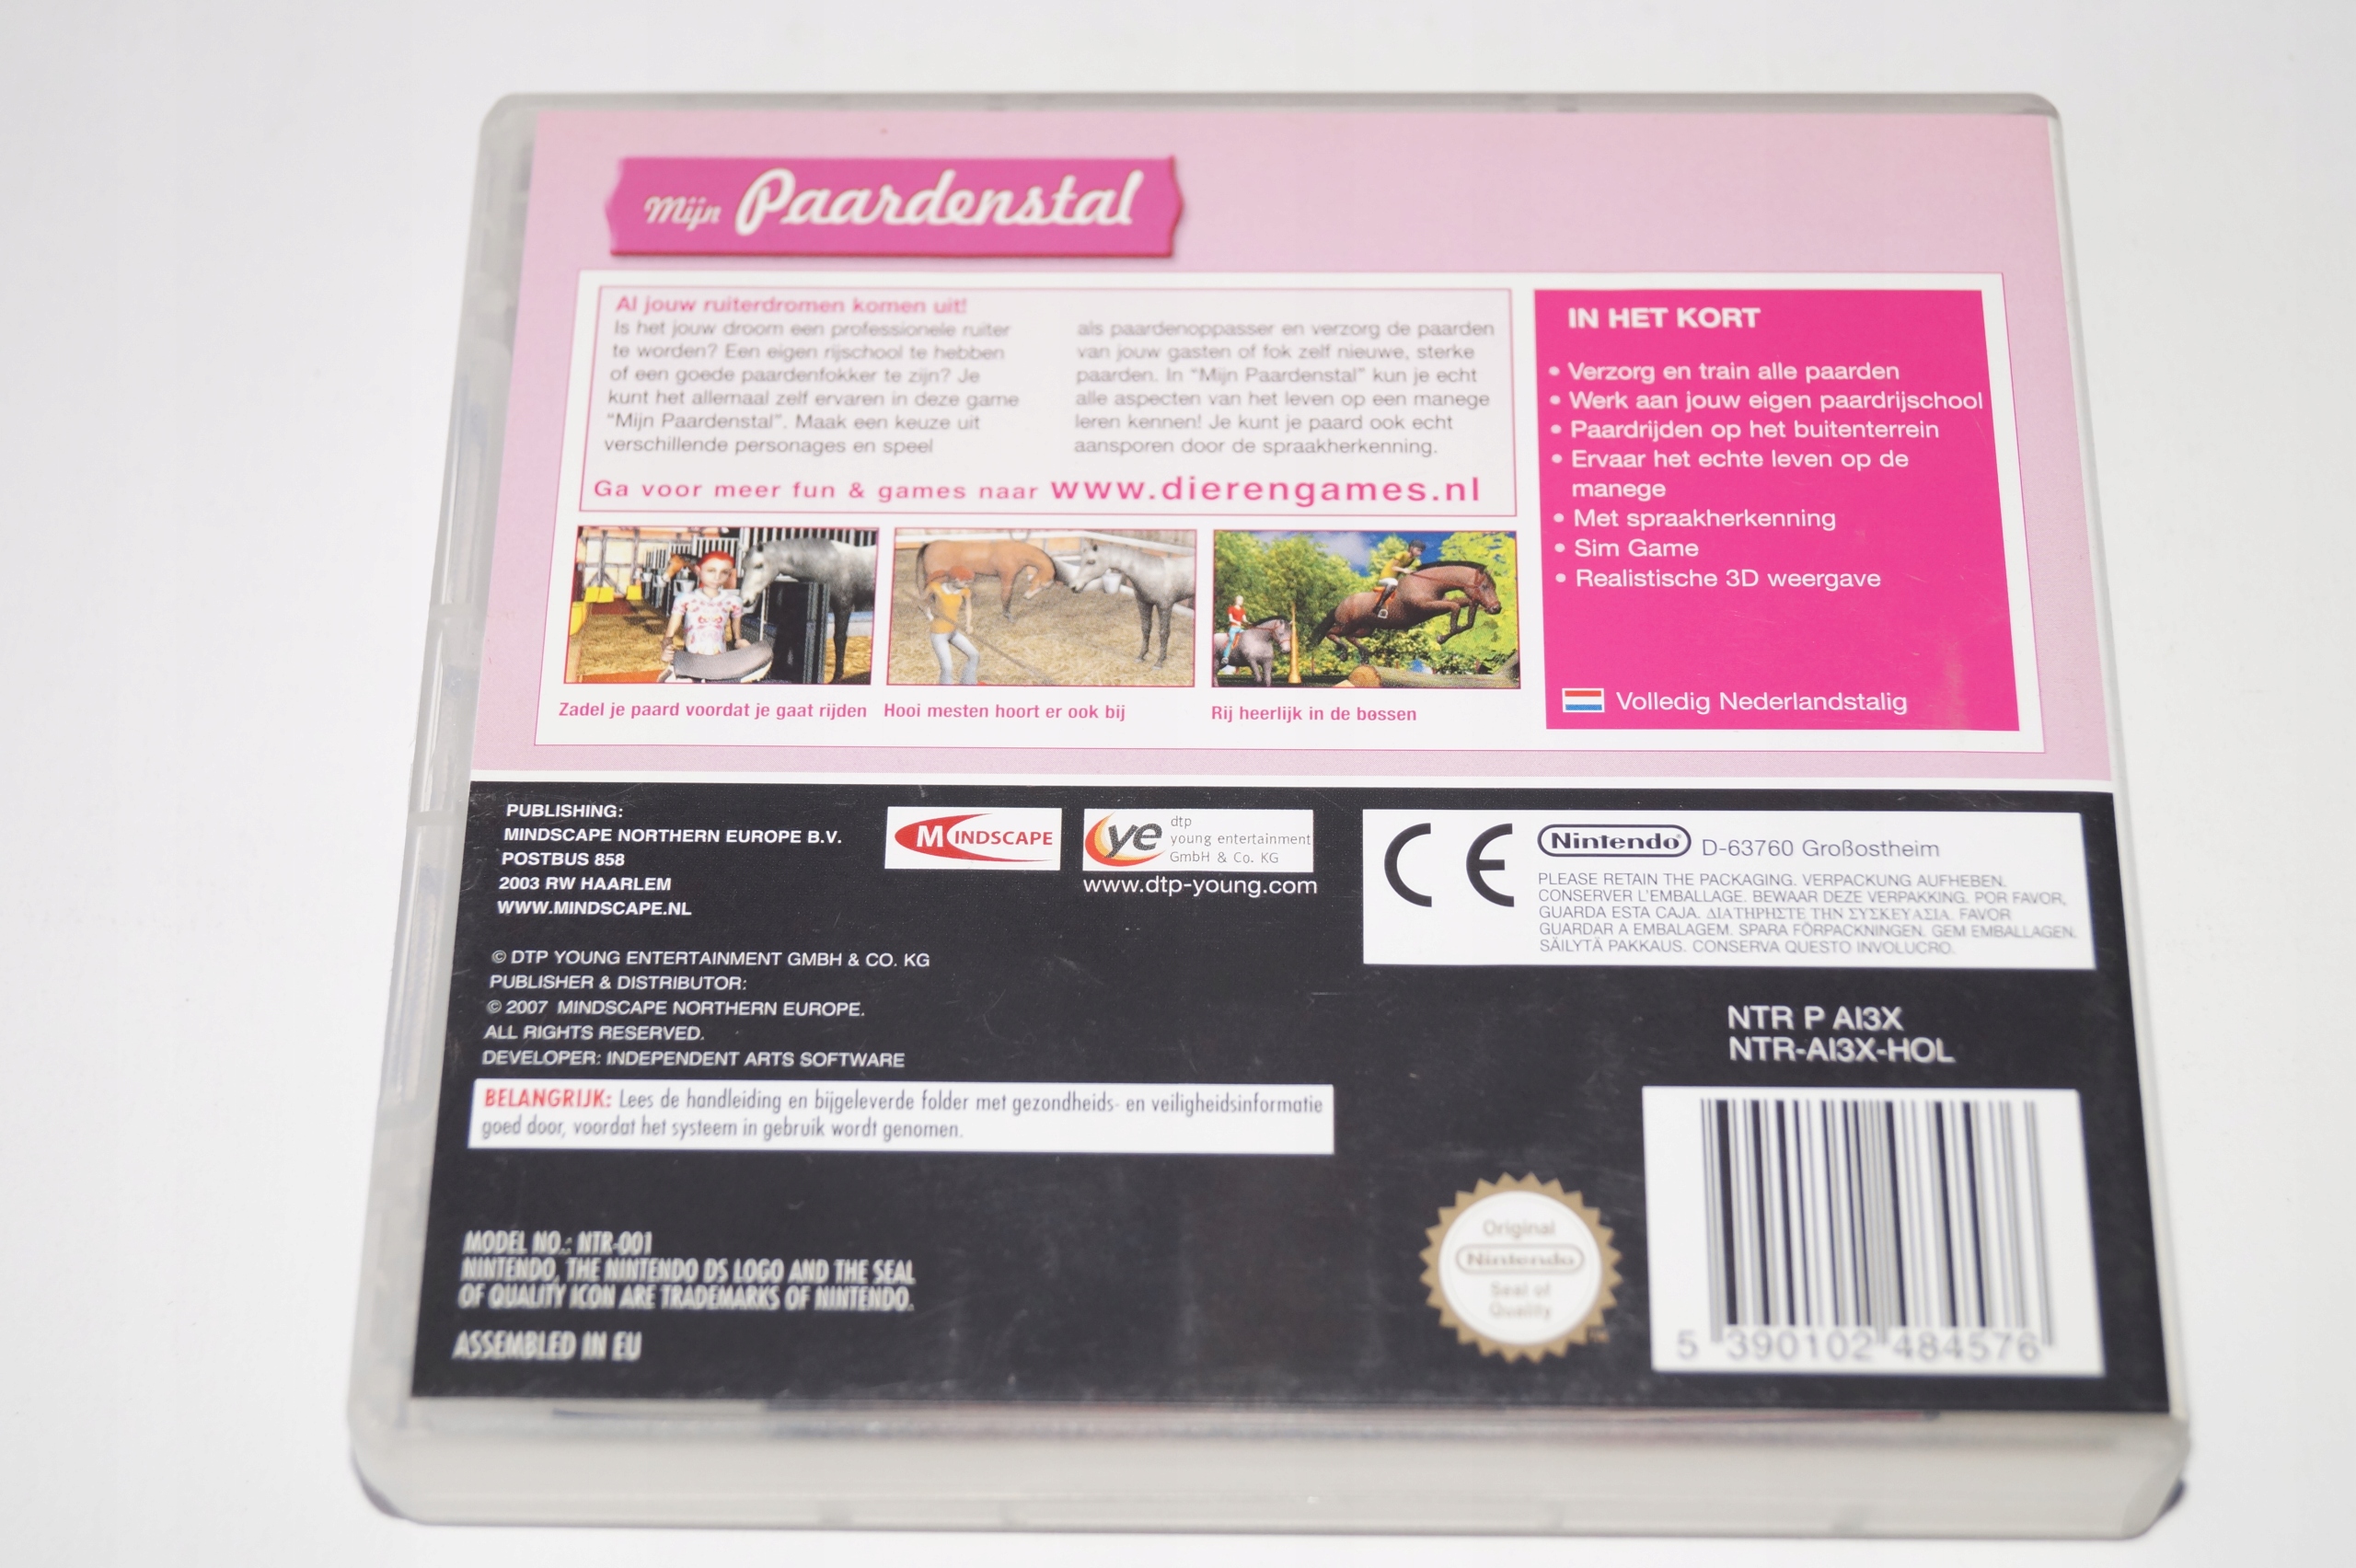 Mijn Paardenstal
Al jouw ruiterdromen komen uit!
Is het jouw droom een professionele ruiter
te worden? Een eigen rijschool te hebben
of een goede paardenfokker te zijn? Je
kunt het allemaal zelf ervaren in deze game
“Mijn Paardenstal”. Maak een keuze uit
verschillende personages en speel
als paardenoppasser en verzorg de paarden
van jouw gasten of fok zelf nieuwe, sterke
paarden. In “Mijn Paardenstal” kun je echt
alle aspecten van het leven op een manege
leren kennen! Je kunt je paard ook echt
aansporen door de spraakherkenning.
Ga voor meer fun & games naar www.dierengames.nl
Zadel je paard voordat je gaat rijden
Hooi mesten hoort er ook bij
Rij heerlijk in de bossen
IN HET KORT
• Verzorg en train alle paarden
• Werk aan jouw eigen paardrijschool
• Paardrijden op het buitenterrein
• Ervaar het echte leven op de
manege
• Met spraakherkenning
• Sim Game
• Realistische 3D weergave
Volledig Nederlandstalig
PUBLISHING:
MINDSCAPE NORTHERN EUROPE B.V.
POSTBUS 858
2003 RW HAARLEM
WWW.MINDSCAPE.NL
MINDSCAPE
ye
dtp
young entertainment
GmbH & Co. KG
www.dtp-young.com
CE
Nintendo® D-63760 Großostheim
PLEASE RETAIN THE PACKAGING. VERPACKUNG AUFHEBEN.
CONSERVER L'EMBALLAGE. BEWAAR DEZE VERPAKKING. POR FAVOR,
GUARDA ESTA CAJA. ΔΙΑΤΗΡΗΣΤΕ ΤΗΝ ΣΥΣΚΕΥΑΣΙΑ. FAVOR
GUARDAR A EMBALAGEM. SPARA FÖRPACKNINGEN. GEM EMBALLAGEN.
SÄILYTÄ PAKKAUS. CONSERVA QUESTO INVOLUCRO.
© DTP YOUNG ENTERTAINMENT GMBH & CO. KG
PUBLISHER & DISTRIBUTOR:
© 2007 MINDSCAPE NORTHERN EUROPE.
ALL RIGHTS RESERVED.
DEVELOPER: INDEPENDENT ARTS SOFTWARE
NTR P AI3X
NTR-AI3X-HOL
BELANGRIJK: Lees de handleiding en bijgeleverde folder met gezondheids- en veiligheidsinformatie
goed door, voordat het systeem in gebruik wordt genomen.
MODEL NO.: NTR-001
NINTENDO, THE NINTENDO DS LOGO AND THE SEAL
OF QUALITY ICON ARE TRADEMARKS OF NINTENDO.
ASSEMBLED IN EU
Original
Nintendo
Seal of
Quality
TM
5 390102 484576